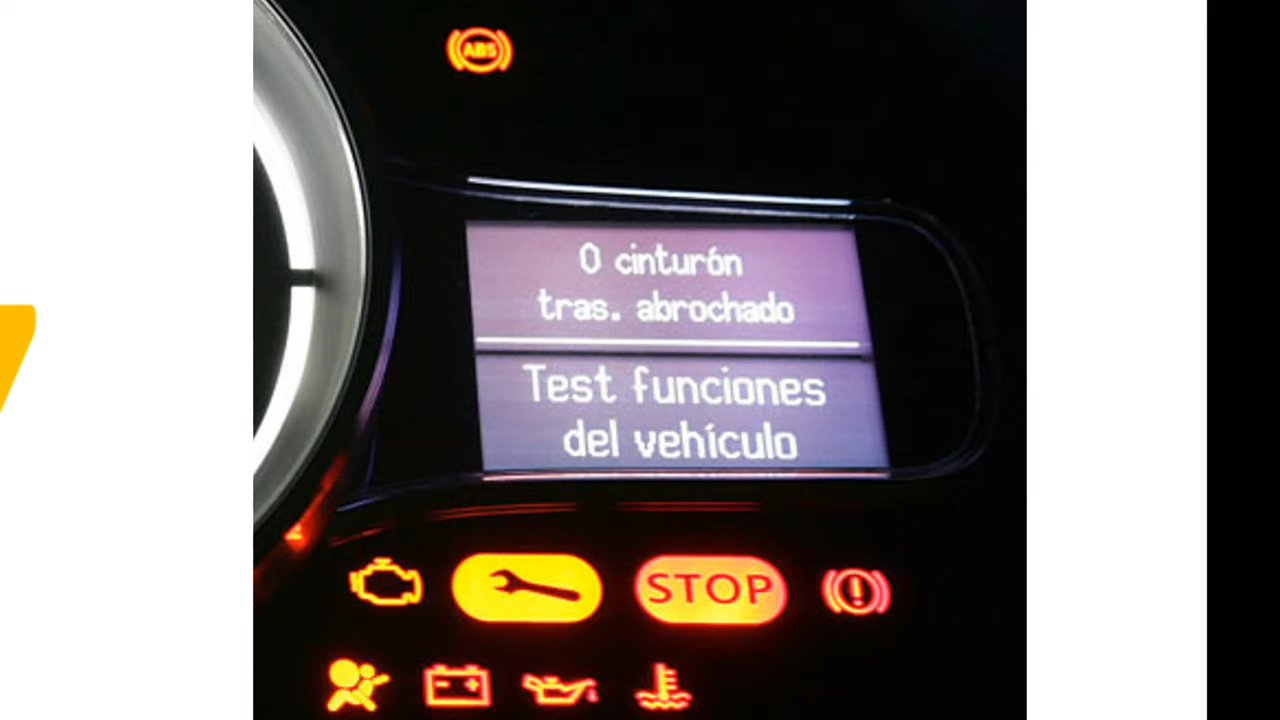 ABS
0 cinturón
tras. abrochado
Test funciones
del vehículo
STOP